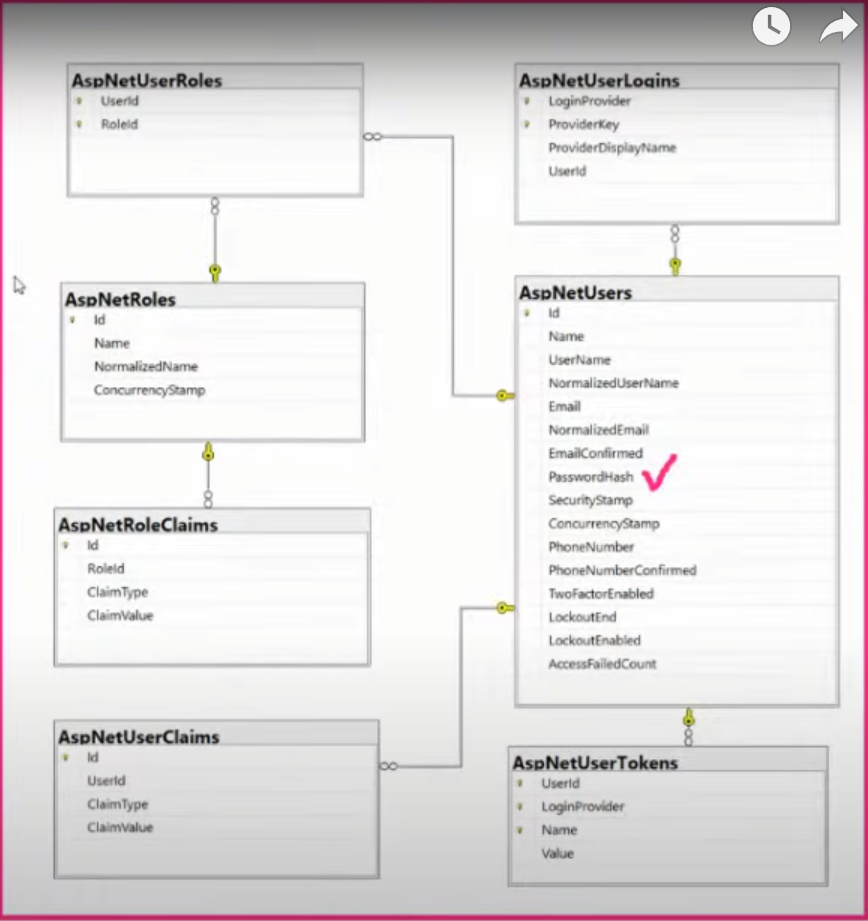 AspNetUserRoles
UserId
RoleId
AspNetUserLogins
LoginProvider
ProviderKey
ProviderDisplayName
UserId
AspNetRoles
Id
Name
NormalizedName
ConcurrencyStamp
AspNetUsers
Id
Name
UserName
NormalizedUserName
Email
NormalizedEmail
EmailConfirmed
PasswordHash
SecurityStamp
ConcurrencyStamp
PhoneNumber
PhoneNumberConfirmed
TwoFactorEnabled
LockoutEnd
LockoutEnabled
AccessFailedCount
AspNetRoleClaims
Id
RoleId
ClaimType
ClaimValue
AspNetUserClaims
Id
UserId
ClaimType
ClaimValue
AspNetUserTokens
UserId
LoginProvider
Name
Value